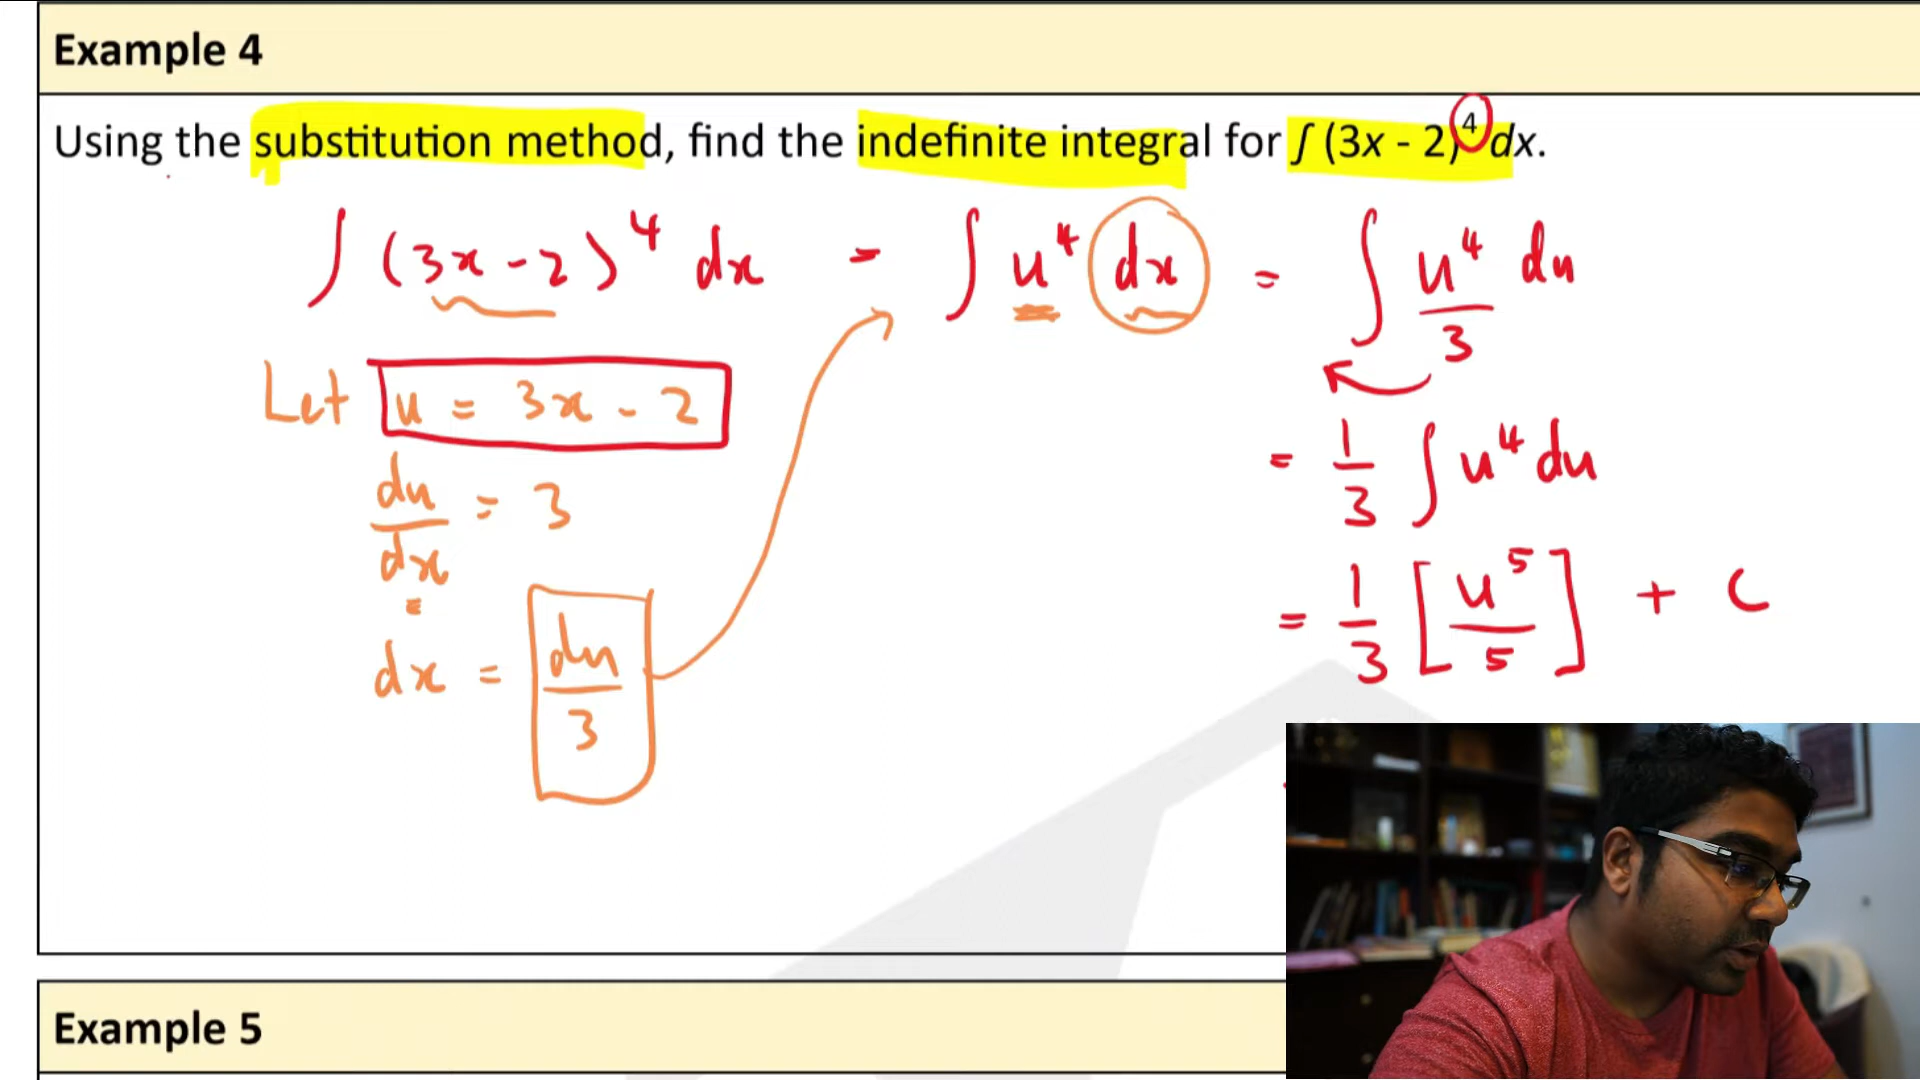 Example 4
Using the substitution method, find the indefinite integral for ∫ (3x - 2)⁴ dx.
∫ (3x - 2)⁴ dx = ∫ u⁴ dx = ∫ u⁴/3 du
Let u = 3x - 2
= 1/3 ∫ u⁴ du
du/dx = 3
= 1/3 [u⁵/5] + C
dx = du/3
Example 5